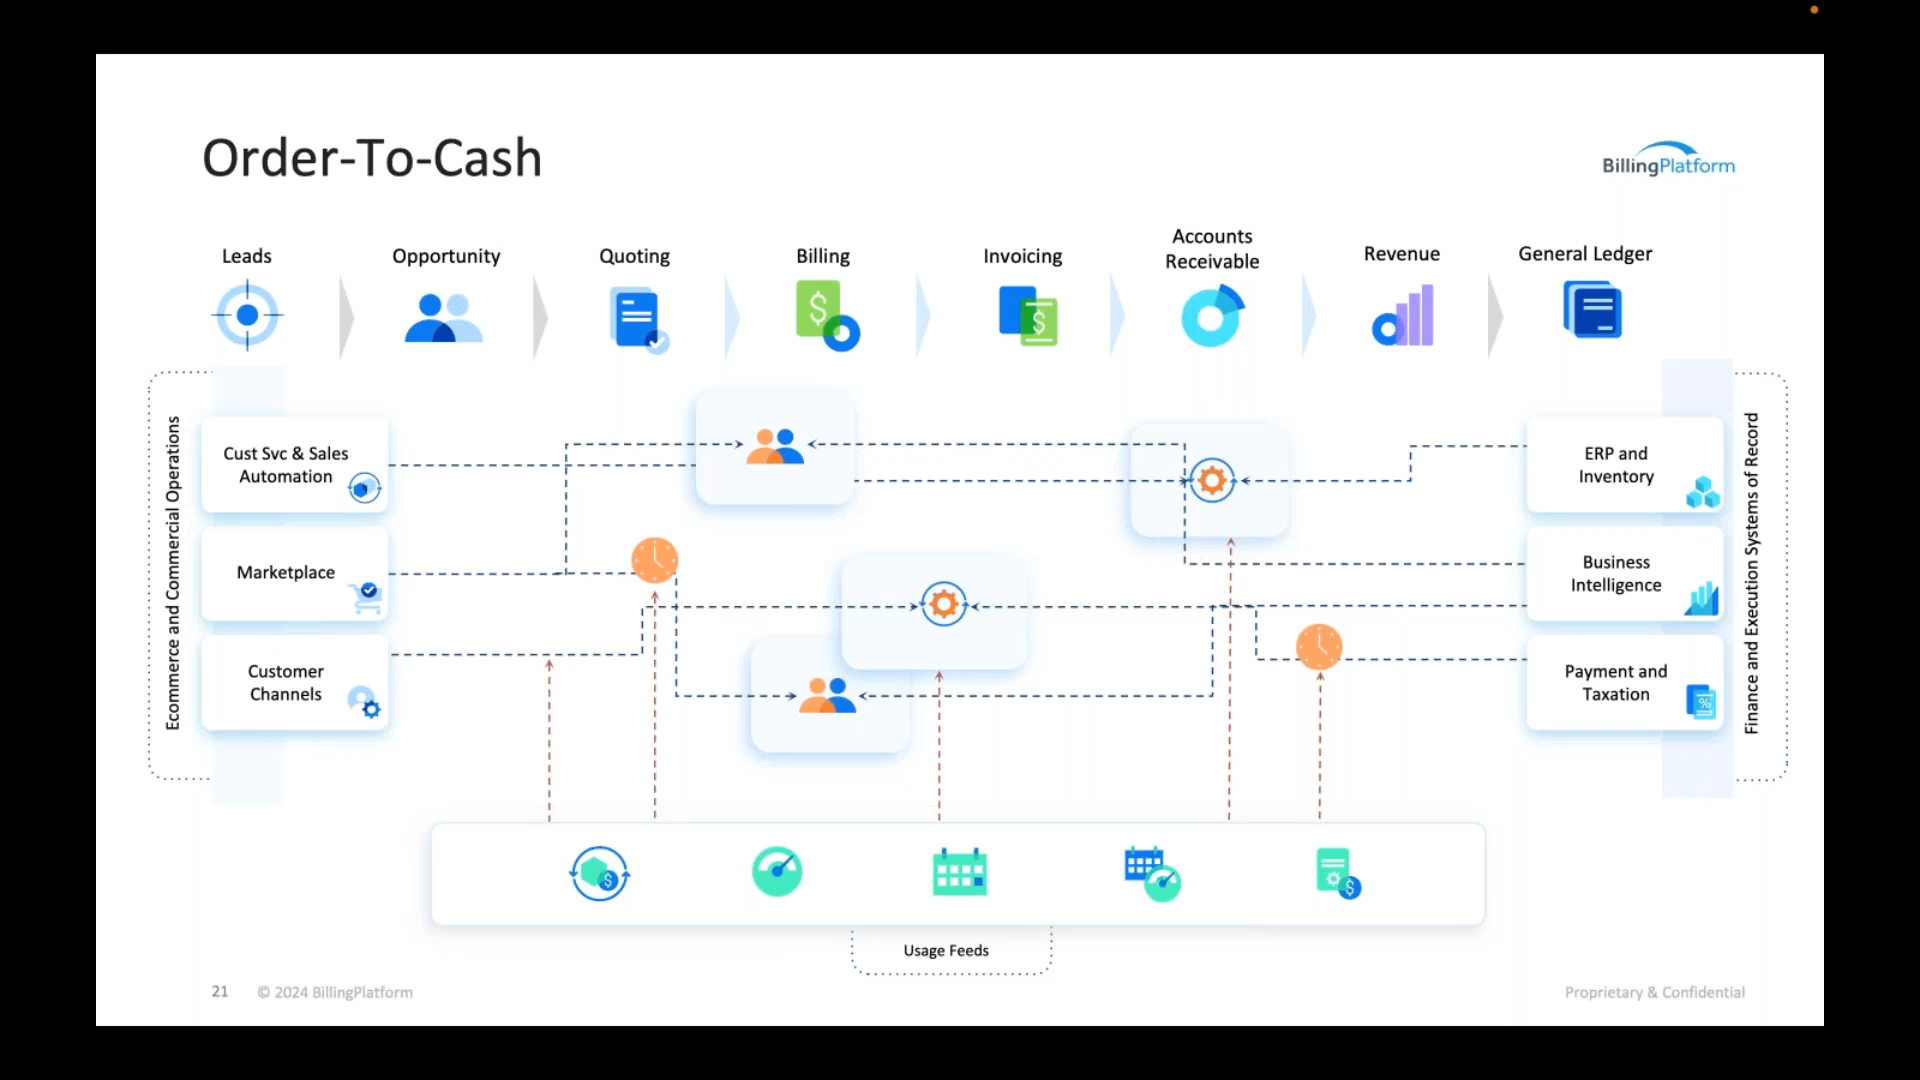 Order-To-Cash
BillingPlatform
Leads
Opportunity
Quoting
Billing
Invoicing
Accounts
Receivable
Revenue
General Ledger
Ecommerce and Commercial Operations
Cust Svc & Sales
Automation
Marketplace
Customer
Channels
$
$
ERP and
Inventory
Business
Intelligence
Payment and
Taxation
%
Finance and Execution Systems of Record
$
$
Usage Feeds
21
© 2024 BillingPlatform
Proprietary & Confidential